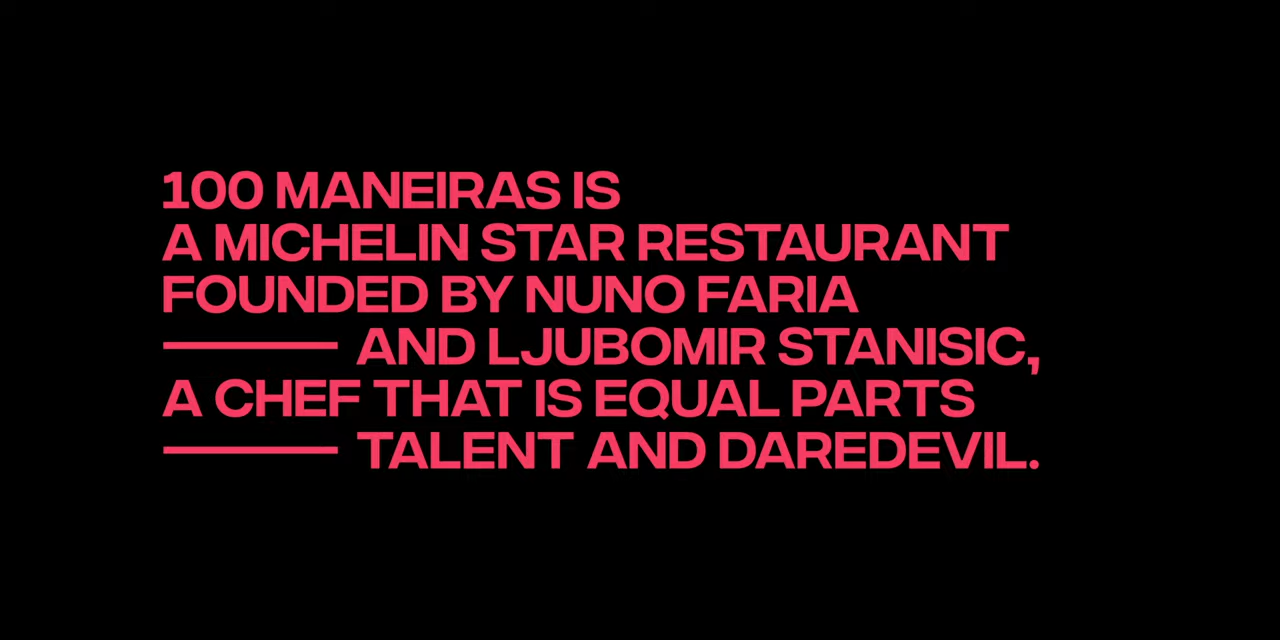 100 MANEIRAS IS
A MICHELIN STAR RESTAURANT
FOUNDED BY NUNO FARIA
AND LJUBOMIR STANISIC,
A CHEF THAT IS EQUAL PARTS
TALENT AND DAREDEVIL.